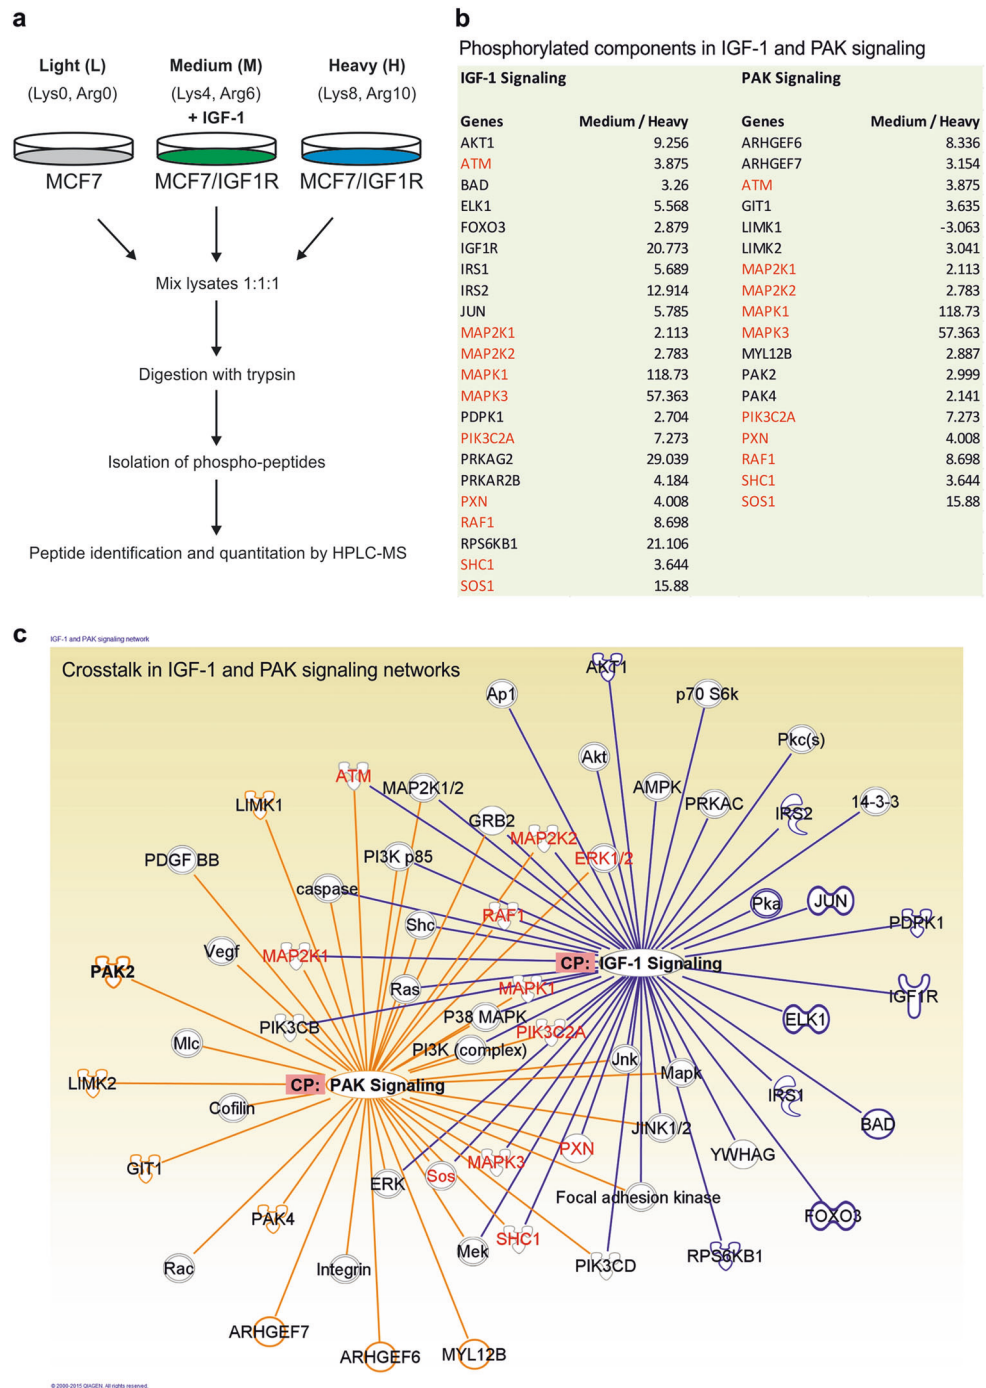 a
Light (L)
(Lys0, Arg0)
MCF7
Medium (M)
(Lys4, Arg6)
+ IGF-1
MCF7/IGF1R
Heavy (H)
(Lys8, Arg10)
MCF7/IGF1R
Mix lysates 1:1:1
Digestion with trypsin
Isolation of phospho-peptides
Peptide identification and quantitation by HPLC-MS
b
Phosphorylated components in IGF-1 and PAK signaling
IGF-1 Signaling PAK Signaling
Genes Medium / Heavy Genes Medium / Heavy
AKT1 9.256 ARHGEF6 8.336
ATM 3.875 ARHGEF7 3.154
BAD 3.26 ATM 3.875
ELK1 5.568 GIT1 3.635
FOXO3 2.879 LIMK1 -3.063
IGF1R 20.773 LIMK2 3.041
IRS1 5.689 MAP2K1 2.113
IRS2 12.914 MAP2K2 2.783
JUN 5.785 MAPK1 118.73
MAP2K1 2.113 MAPK3 57.363
MAP2K2 2.783 MYL12B 2.887
MAPK1 118.73 PAK2 2.999
MAPK3 57.363 PAK4 2.141
PDPK1 2.704 PIK3C2A 7.273
PIK3C2A 7.273 PXN 4.008
PRKAG2 29.039 RAF1 8.698
PRKAR2B 4.184 SHC1 3.644
PXN 4.008 SOS1 15.88
RAF1 8.698
RPS6KB1 21.106
SHC1 3.644
SOS1 15.88
c
IGF-1 and PAK signaling network
Crosstalk in IGF-1 and PAK signaling networks
AKT1
Ap1
p70 S6k
Pkc(s)
Akt
ATM
MAP2K1/2
AMPK
PRKAC
14-3-3
LIMK1
GRB2
IRS2
MAP2K2
PDGF BB
PI3K p85
ERK1/2
caspase
Pka
JUN
RAF1
Shc
PDPK1
Vegf
MAP2K1
CP: IGF-1 Signaling
PAK2
Ras
MAPK1
IGF1R
P38 MAPK
ELK1
PIK3CB
PIK3C2A
Mlc
PI3K (complex)
Jnk
Mapk
LIMK2
CP: PAK Signaling
IRS1
Cofilin
BAD
JINK1/2
PXN
YWHAG
GIT1
MAPK3
ERK
Sos
Focal adhesion kinase
PAK4
FOXO3
SHC1
Mek
RPS6KB1
Rac
Integrin
PIK3CD
ARHGEF7
ARHGEF6
MYL12B
© 2000-2015 QIAGEN. All rights reserved.